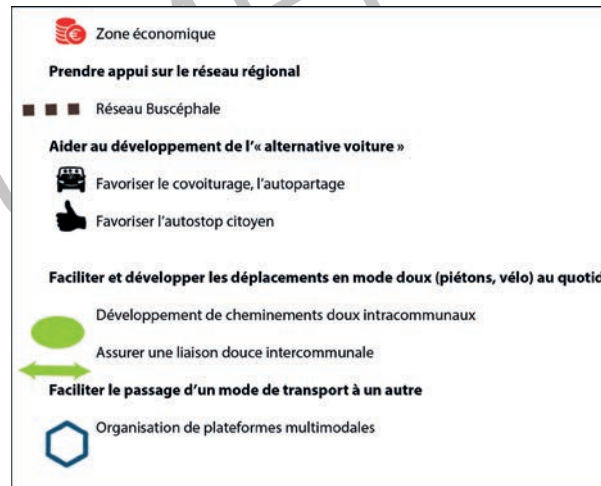 Zone économique
Prendre appui sur le réseau régional
Réseau Buscéphale
Aider au développement de l'« alternative voiture »
Favoriser le covoiturage, l'autopartage
Favoriser l'autostop citoyen
Faciliter et développer les déplacements en mode doux (piétons, vélo) au quotid
Développement de cheminements doux intracommunaux
Assurer une liaison douce intercommunale
Faciliter le passage d'un mode de transport à un autre
Organisation de plateformes multimodales